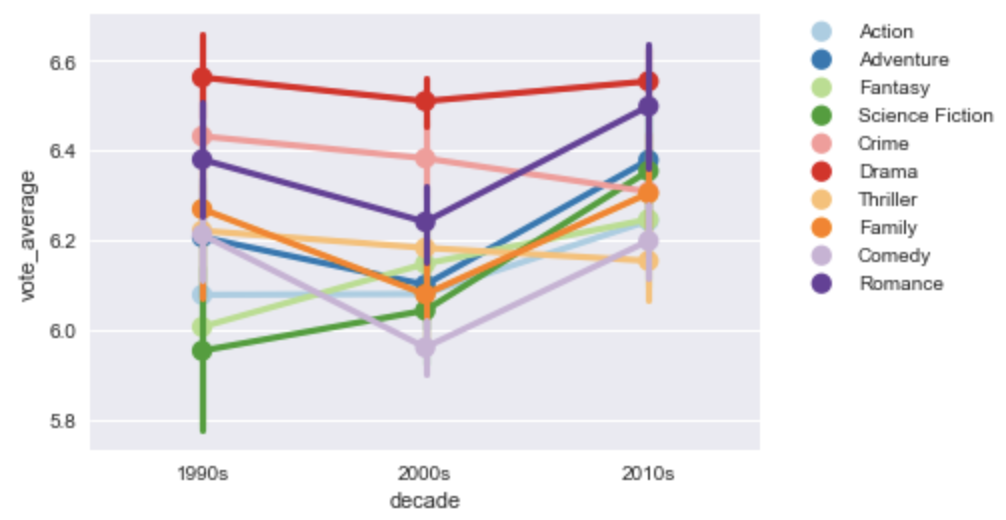 6.6
6.4
6.2
6.0
5.8
vote_average
1990s
2000s
2010s
decade
Action
Adventure
Fantasy
Science Fiction
Crime
Drama
Thriller
Family
Comedy
Romance